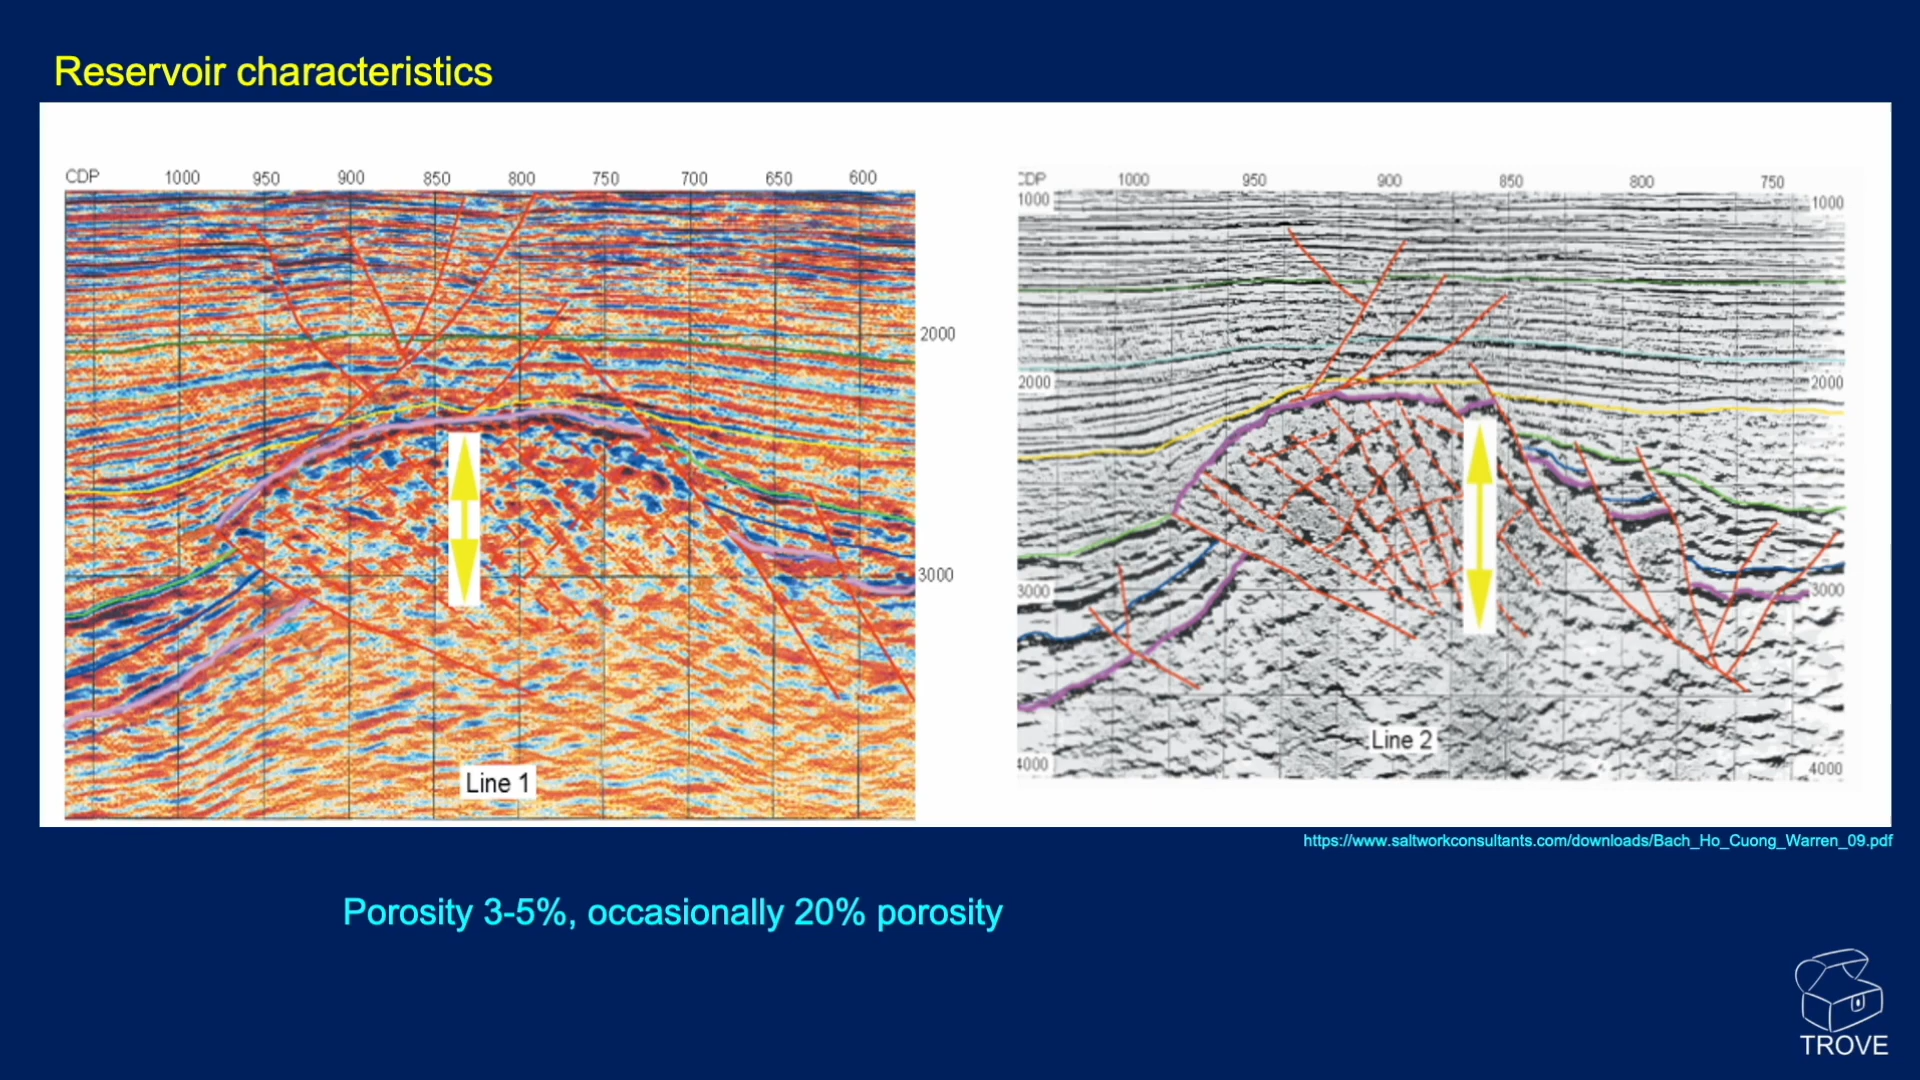 Reservoir characteristics
CDP 1000 950 900 850 800 750 700 650 600
2000
3000
Line 1
CDP 1000 950 900 850 800 750
1000 1000
2000 2000
3000 3000
Line 2
4000 4000
https://www.saltworkconsultants.com/downloads/Bach_Ho_Cuong_Warren_09.pdf
Porosity 3-5%, occasionally 20% porosity
TROVE